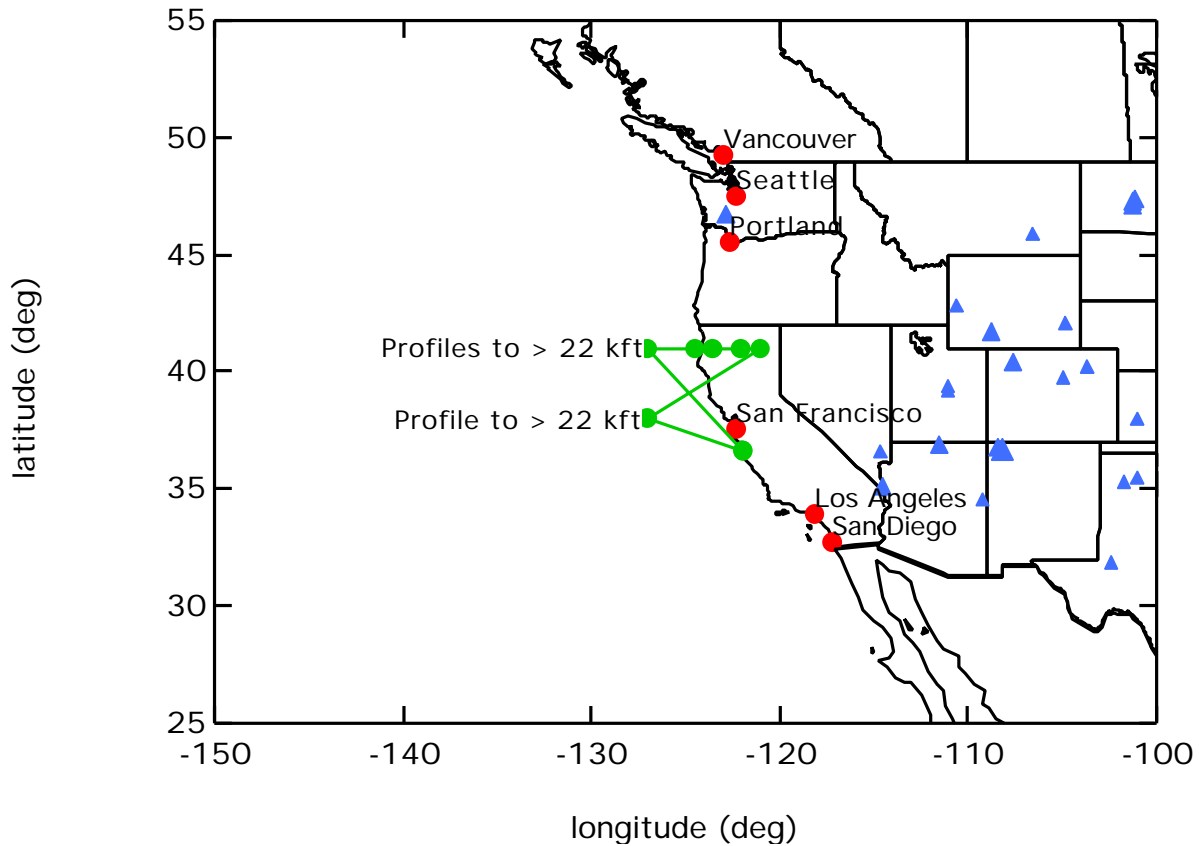 55
50
45
40
35
30
25
latitude (deg)
Vancouver
Seattle
Portland
Profiles to > 22 kft
Profile to > 22 kft
San Francisco
Los Angeles
San Diego
-150
-140
-130
-120
-110
-100
longitude (deg)